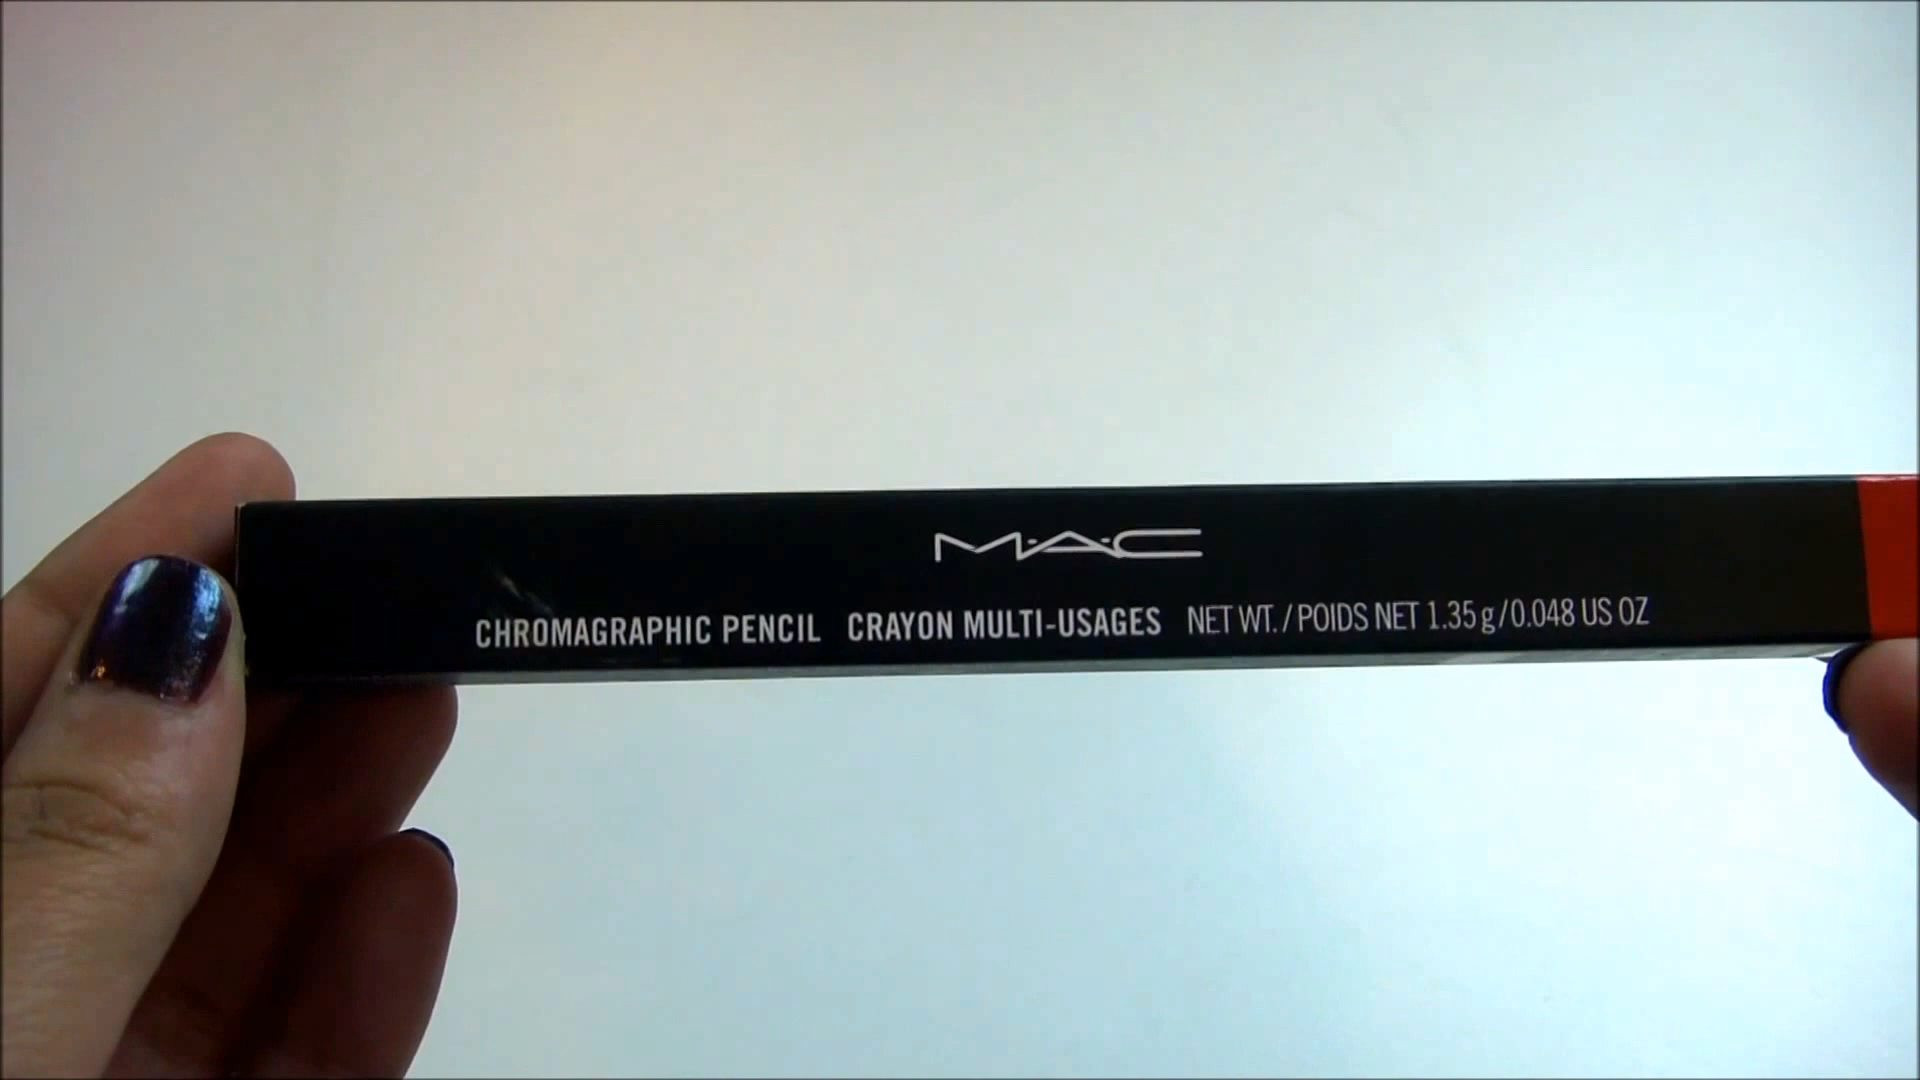 M·A·C
CHROMAGRAPHIC PENCIL CRAYON MULTI-USAGES NET WT. / POIDS NET 1.35 g / 0.048 US OZ